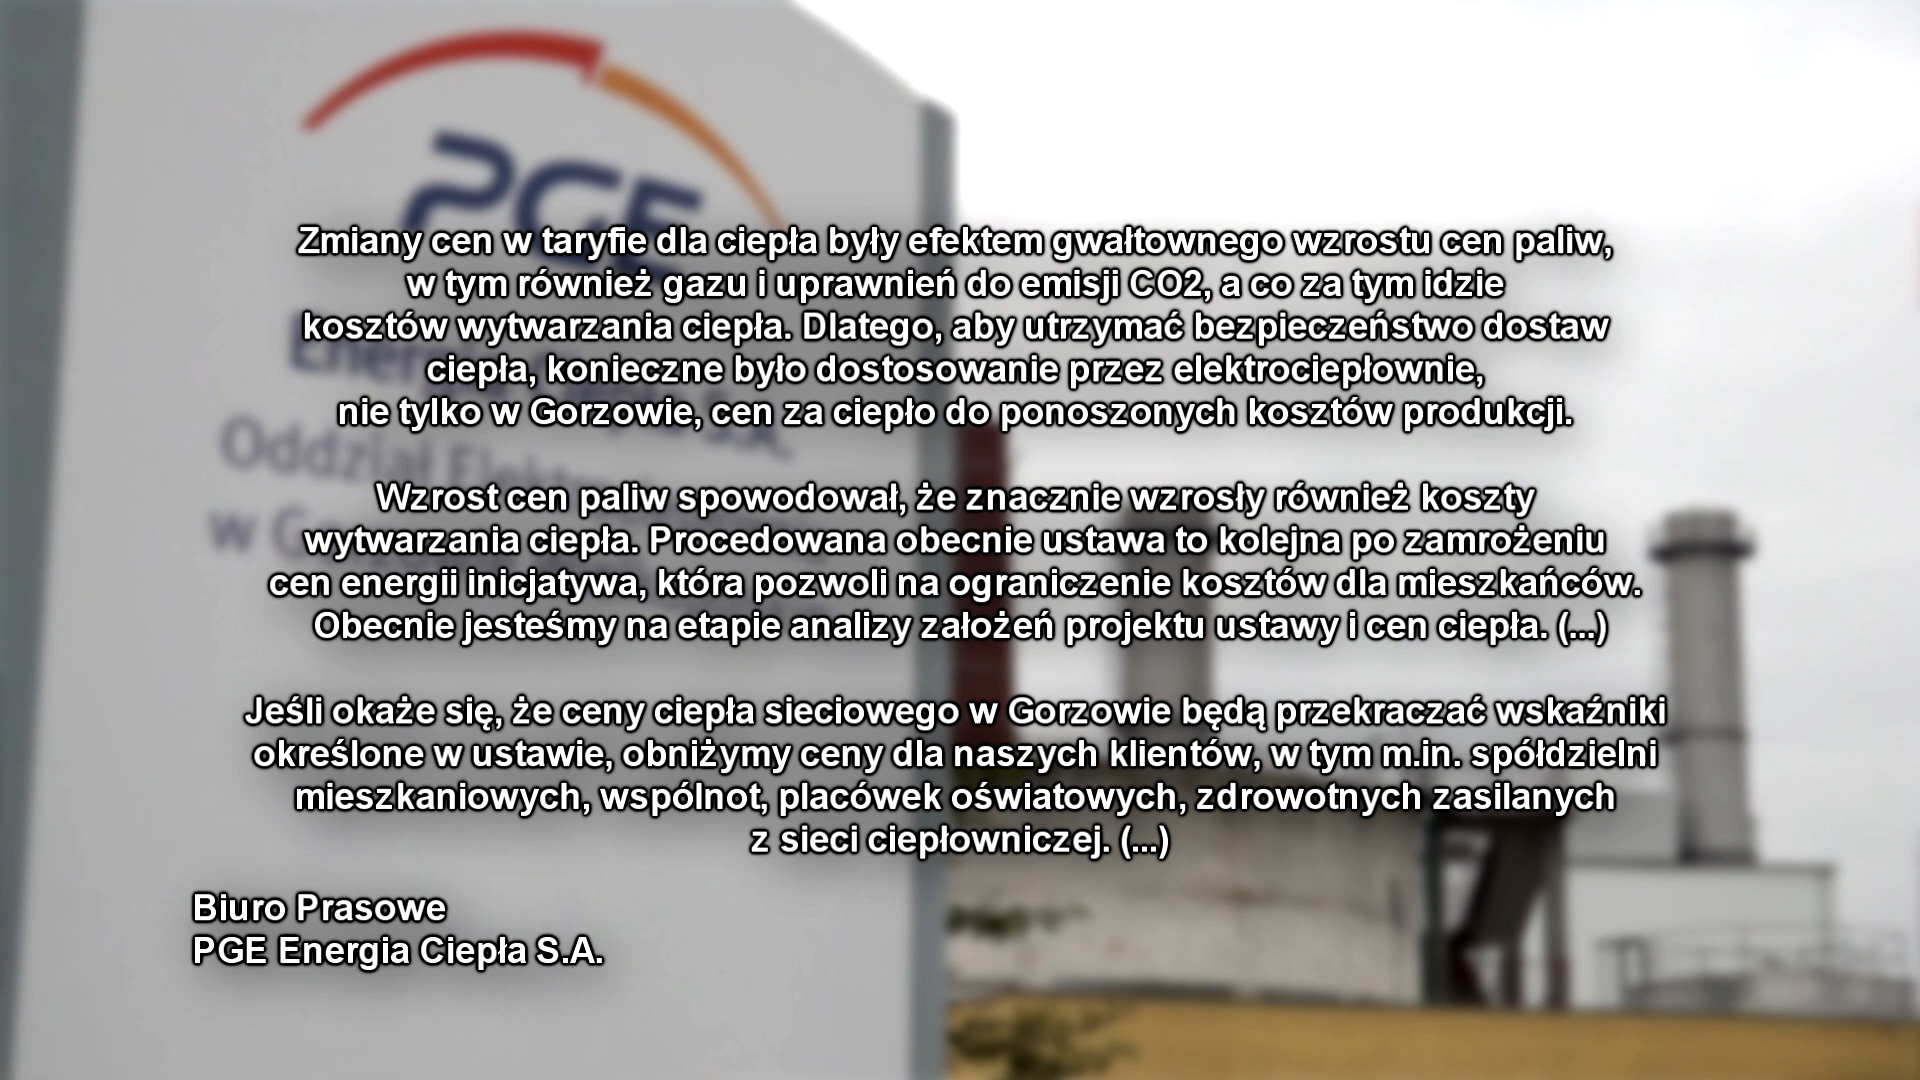 PGE
Zmiany cen w taryfie dla ciepła były efektem gwałtownego wzrostu cen paliw,
w tym również gazu i uprawnień do emisji CO2, a co za tym idzie
kosztów wytwarzania ciepła. Dlatego, aby utrzymać bezpieczeństwo dostaw
ciepła, konieczne było dostosowanie przez elektrociepłownie,
nie tylko w Gorzowie, cen za ciepło do ponoszonych kosztów produkcji.
Oddział
w
Wzrost cen paliw spowodował, że znacznie wzrosły również koszty
wytwarzania ciepła. Procedowana obecnie ustawa to kolejna po zamrożeniu
cen energii inicjatywa, która pozwoli na ograniczenie kosztów dla mieszkańców.
Obecnie jesteśmy na etapie analizy założeń projektu ustawy i cen ciepła. (...)
Jeśli okaże się, że ceny ciepła sieciowego w Gorzowie będą przekraczać wskaźniki
określone w ustawie, obniżymy ceny dla naszych klientów, w tym m.in. spółdzielni
mieszkaniowych, wspólnot, placówek oświatowych, zdrowotnych zasilanych
z sieci ciepłowniczej. (...)
Biuro Prasowe
PGE Energia Ciepła S.A.